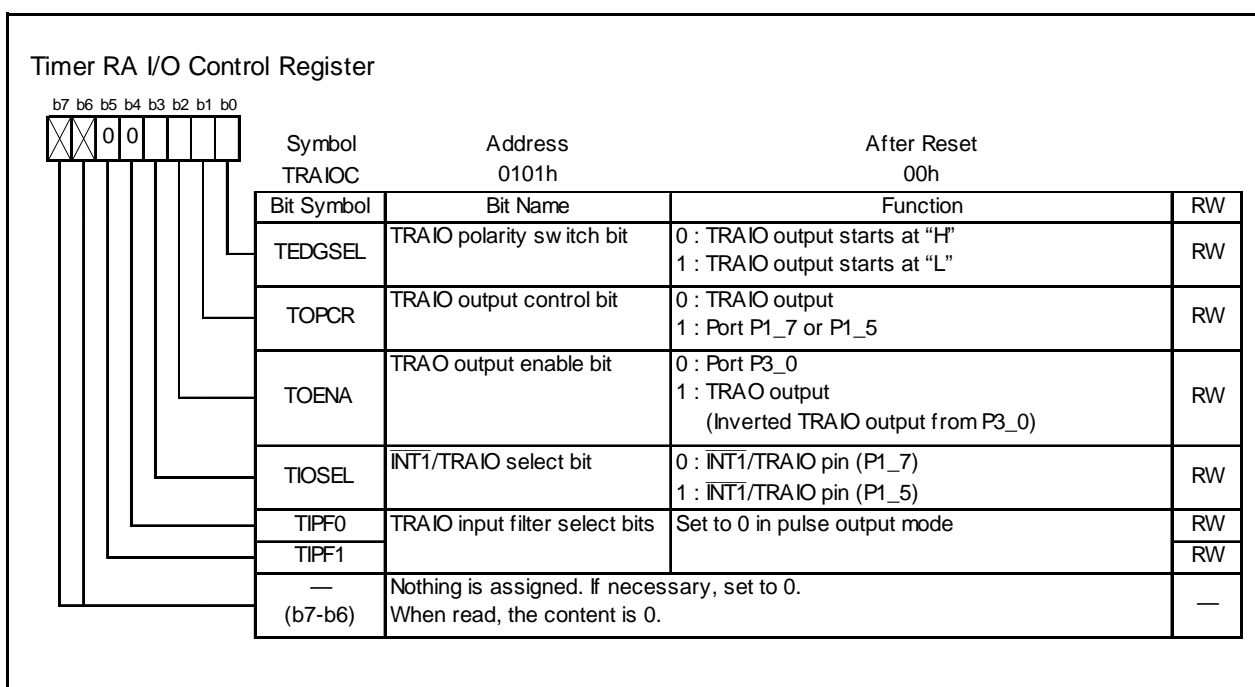 Timer RA I/O Control Register
b7 b6 b5 b4 b3 b2 b1 b0
0 0
Symbol Address After Reset
TRAIOC 0101h 00h
Bit Symbol Bit Name Function RW
TEDGSEL TRAIO polarity switch bit 0 : TRAIO output starts at “H” RW
1 : TRAIO output starts at “L”
TOPCR TRAIO output control bit 0 : TRAIO output RW
1 : Port P1_7 or P1_5
TOENA TRAO output enable bit 0 : Port P3_0 RW
1 : TRAO output
(Inverted TRAIO output from P3_0)
TIOSEL INT1/TRAIO select bit 0 : INT1/TRAIO pin (P1_7) RW
1 : INT1/TRAIO pin (P1_5)
TIPF0 TRAIO input filter select bits Set to 0 in pulse output mode RW
TIPF1 RW
— Nothing is assigned. If necessary, set to 0. —
(b7-b6) When read, the content is 0.